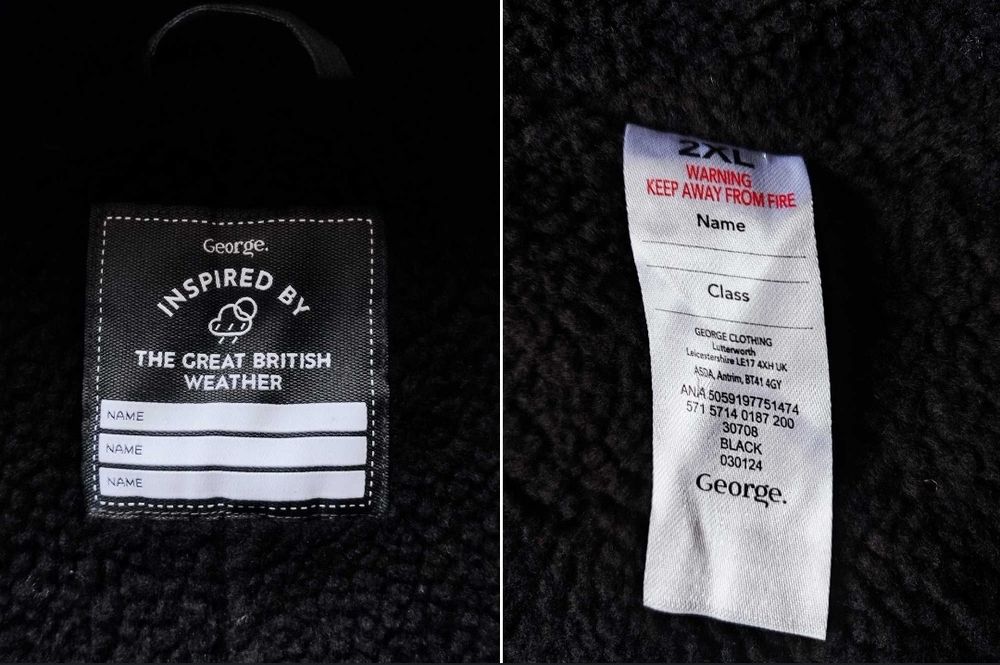 George.
INSPIRED BY
THE GREAT BRITISH
WEATHER
NAME
NAME
NAME
2XL
WARNING
KEEP AWAY FROM FIRE
Name
Class
GEORGE CLOTHING
Lutterworth
Leicestershire LE17 4XH UK
ASDA, Antrim, BT41 4GY
ANA 5059197751474
571 5714 0187 200
30708
BLACK
030124
George.